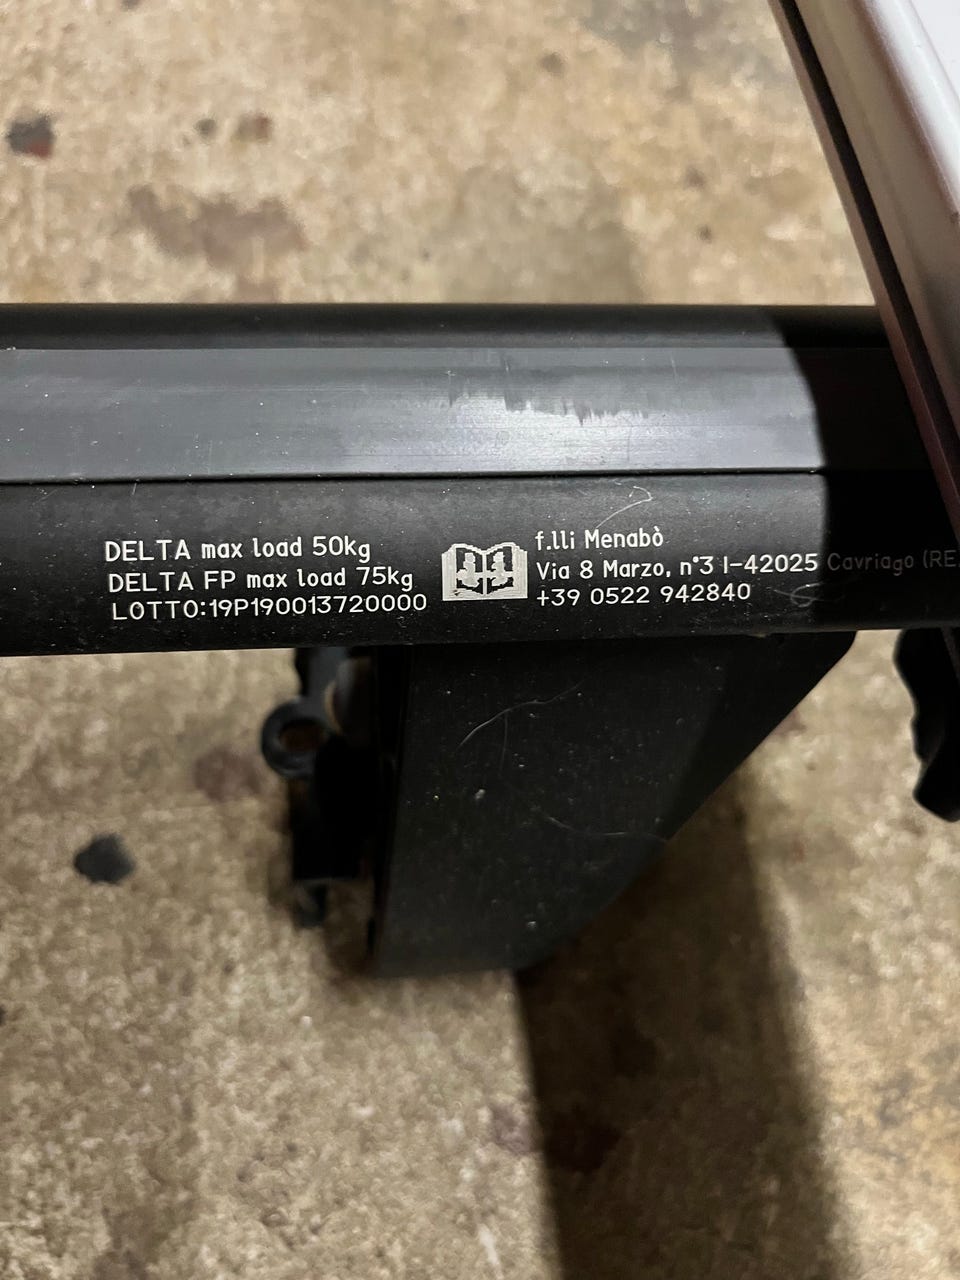 DELTA max load 50kg
DELTA FP max load 75kg
LOTTO:19P190013720000
f.lli Menabò
Via 8 Marzo, n°3 I-42025 Cavriago (RE
+39 0522 942840